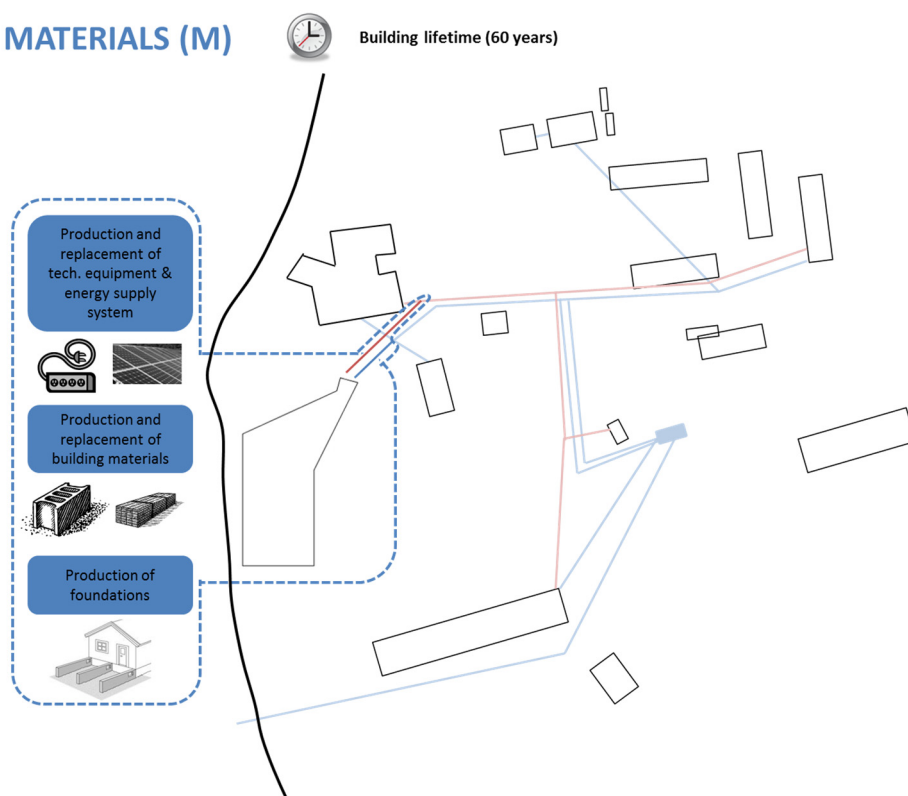 MATERIALS (M)
Building lifetime (60 years)
Production and
replacement of
tech. equipment &
energy supply
system
Production and
replacement of
building materials
Production of
foundations